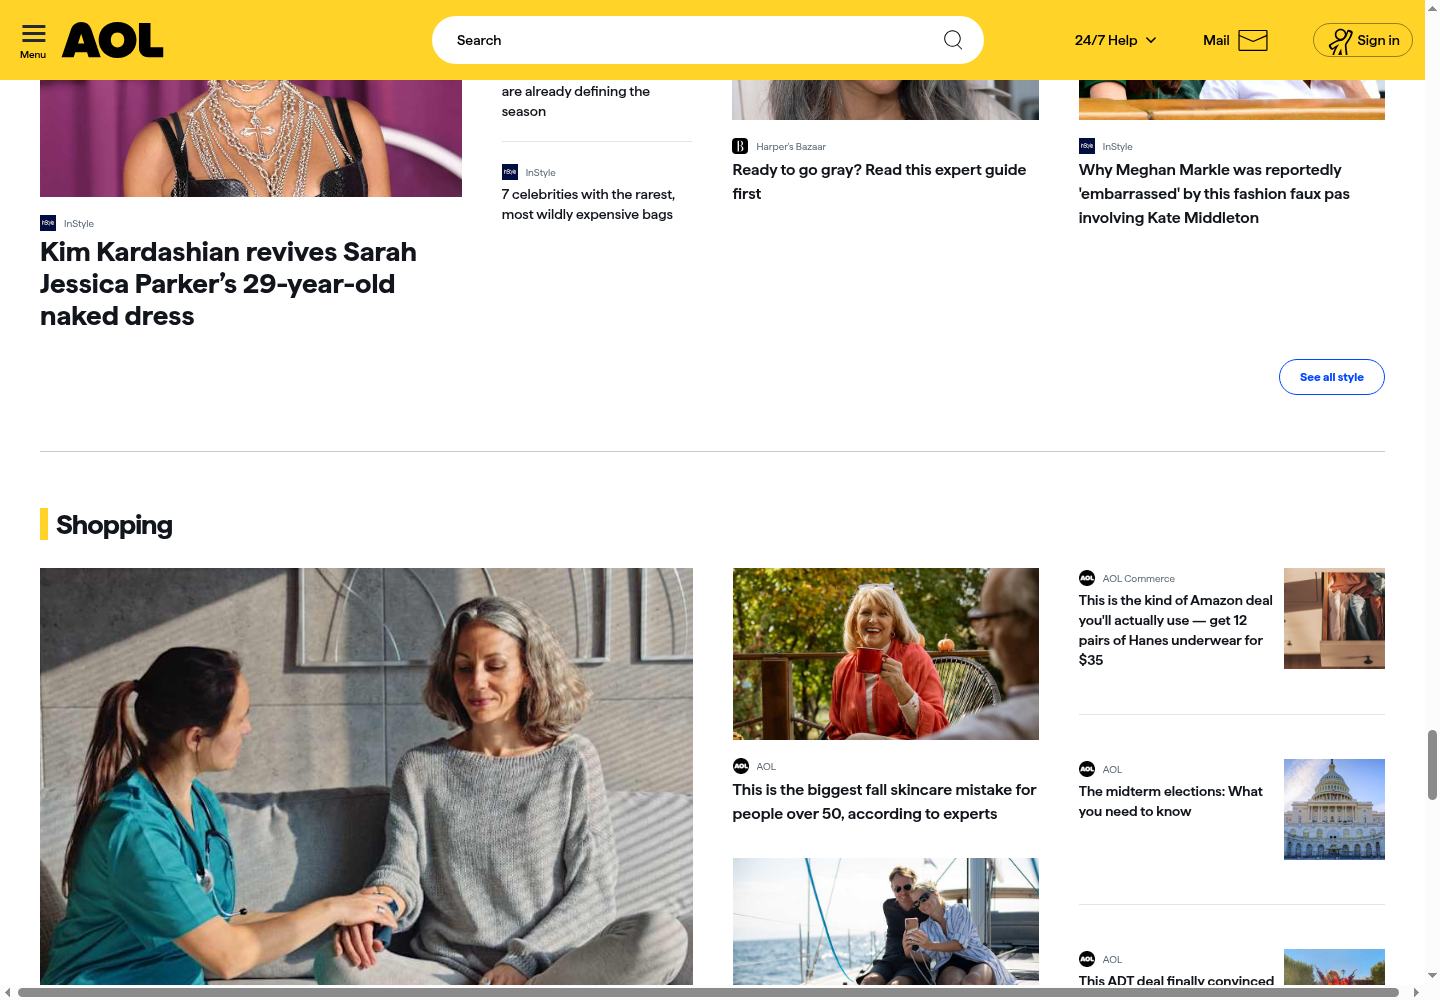 Menu
AOL
Search
24/7 Help
Mail
Sign in
InStyle
Kim Kardashian revives Sarah
Jessica Parker’s 29-year-old
naked dress
are already defining the
season
InStyle
7 celebrities with the rarest,
most wildly expensive bags
Harper's Bazaar
Ready to go gray? Read this expert guide
first
InStyle
Why Meghan Markle was reportedly
'embarrassed' by this fashion faux pas
involving Kate Middleton
See all style
Shopping
AOL
This is the biggest fall skincare mistake for
people over 50, according to experts
AOL Commerce
This is the kind of Amazon deal
you'll actually use — get 12
pairs of Hanes underwear for
$35
AOL
The midterm elections: What
you need to know
AOL
This ADT deal finally convinced